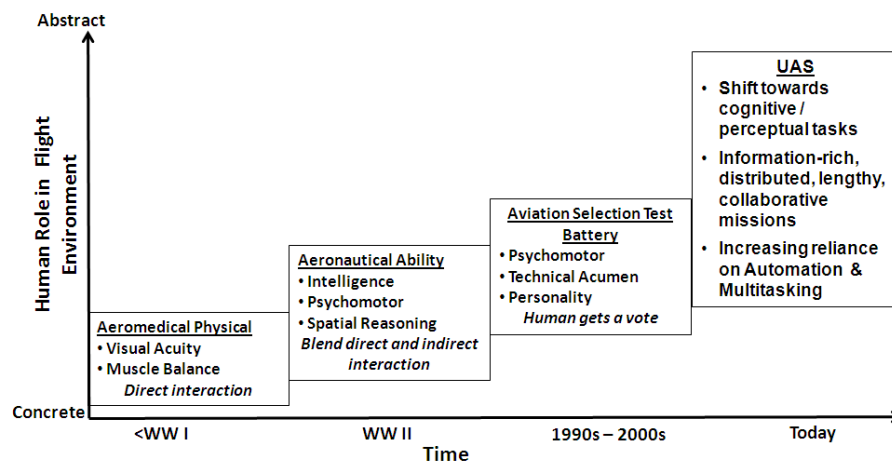 Abstract
Human Role in Flight
Environment
Concrete
Aeromedical Physical
• Visual Acuity
• Muscle Balance
Direct interaction
Aeronautical Ability
• Intelligence
• Psychomotor
• Spatial Reasoning
Blend direct and indirect
interaction
Aviation Selection Test
Battery
• Psychomotor
• Technical Acumen
• Personality
Human gets a vote
UAS
• Shift towards
cognitive /
perceptual tasks
• Information-rich,
distributed, lengthy,
collaborative
missions
• Increasing reliance
on Automation &
Multitasking
<WW I
WW II
1990s – 2000s
Today
Time